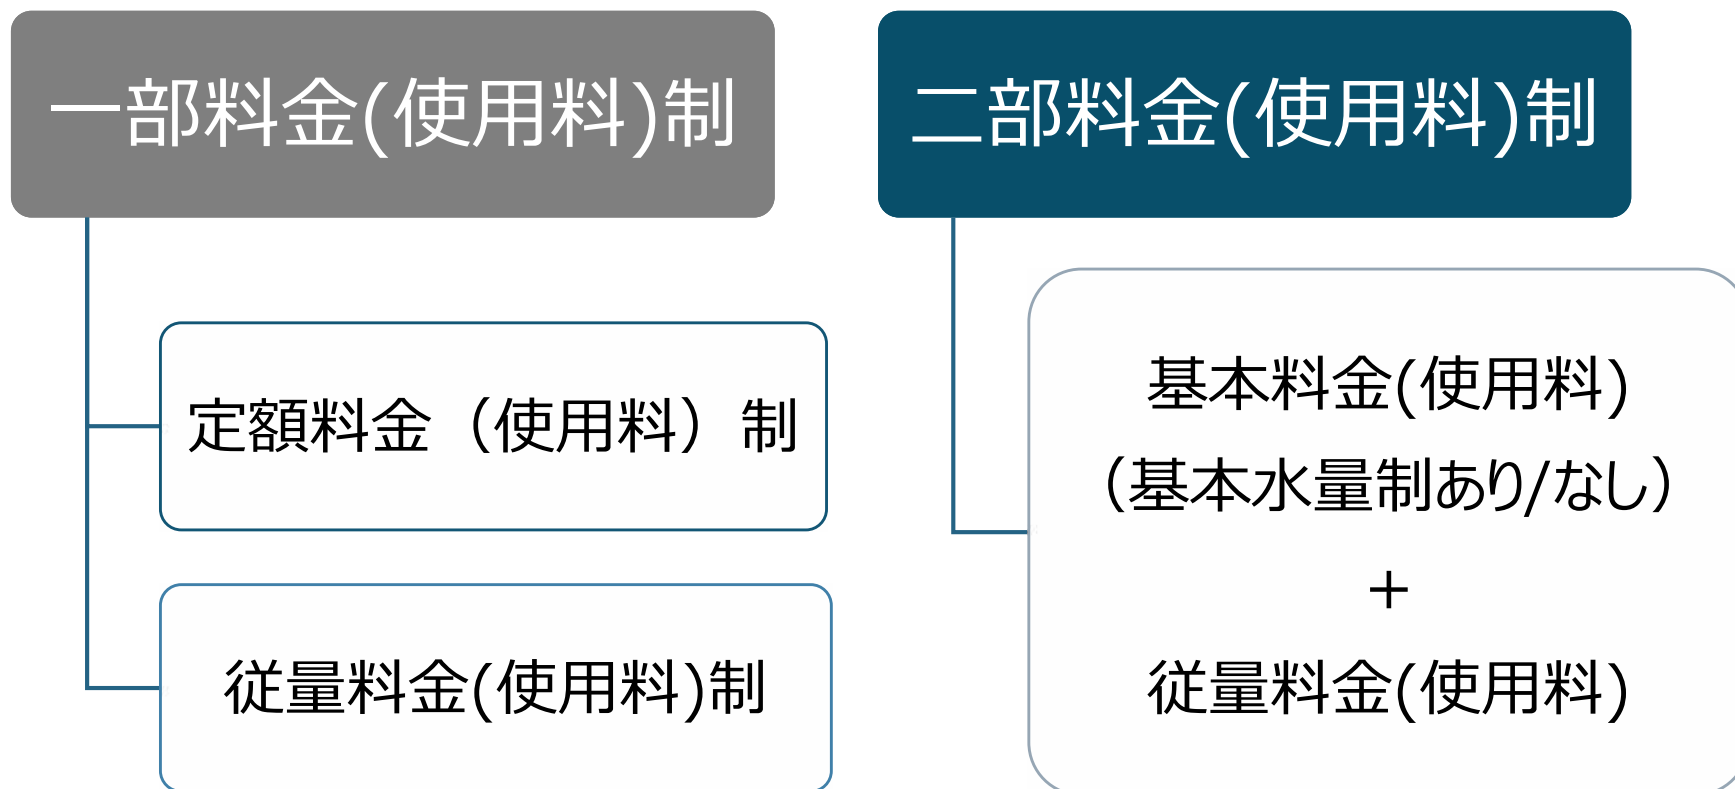 一部料金(使用料)制
定額料金（使用料）制
従量料金(使用料)制
二部料金(使用料)制
基本料金(使用料)
（基本水量制あり/なし）
+
従量料金(使用料)